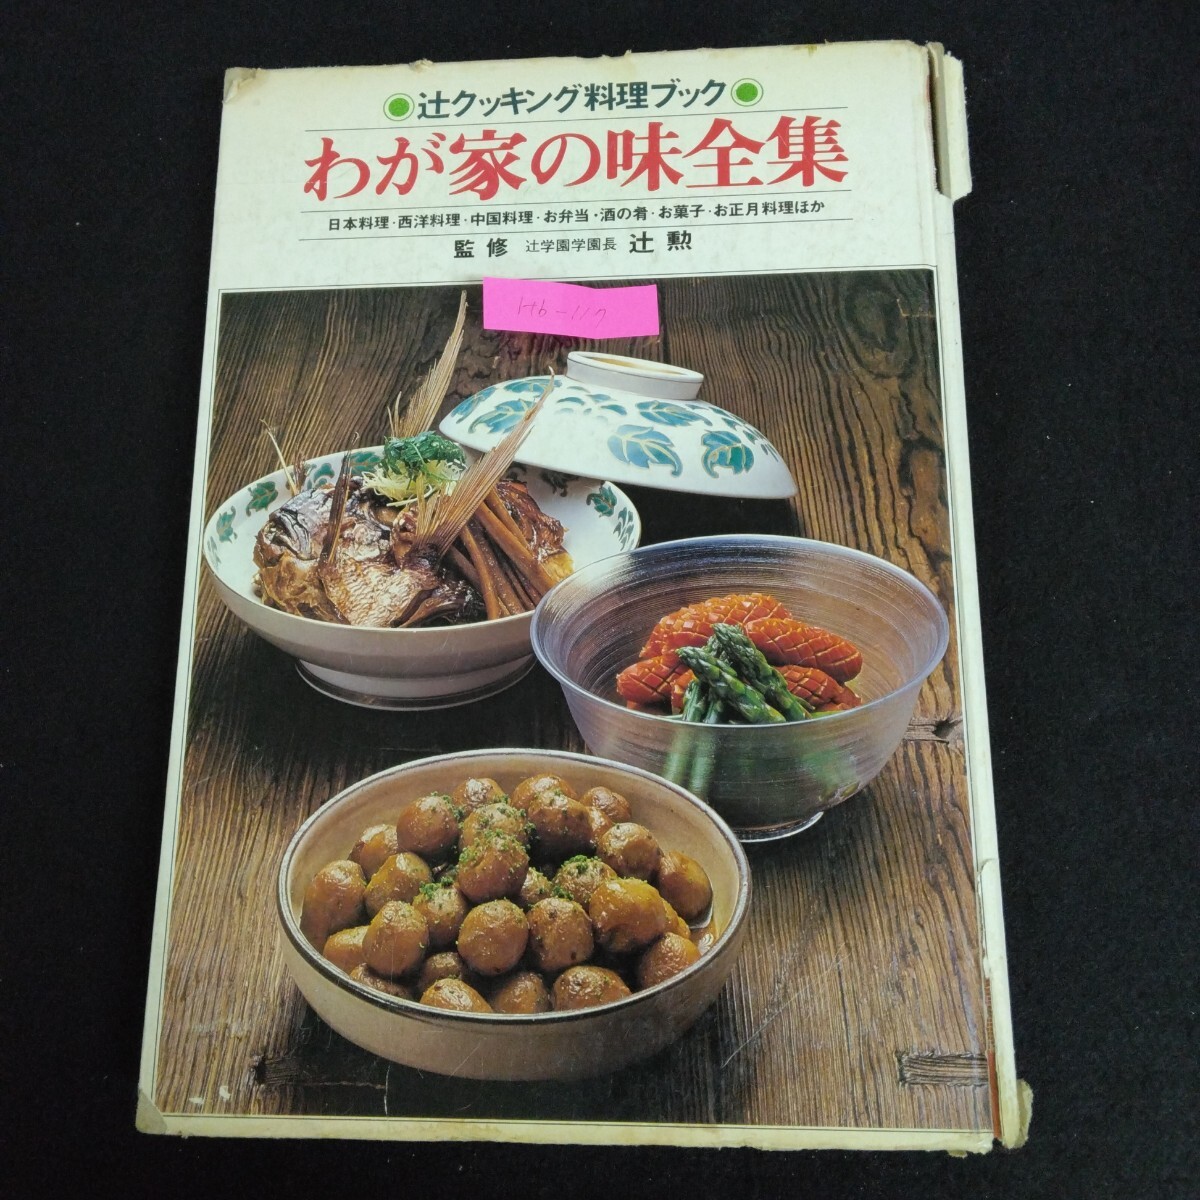 ●辻クッキング料理ブック●
わが家の味全集
日本料理・西洋料理・中国料理・お弁当・酒の肴・お菓子・お正月料理ほか
監修 辻学園学園長 辻 勲
H6-117